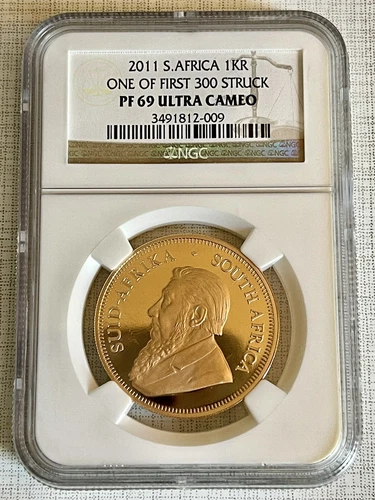 2011 S.AFRICA 1KR
ONE OF FIRST 300 STRUCK
PF 69 ULTRA CAMEO
3491812-009
NGC
SUID-AFRIKA SOUTH AFRICA